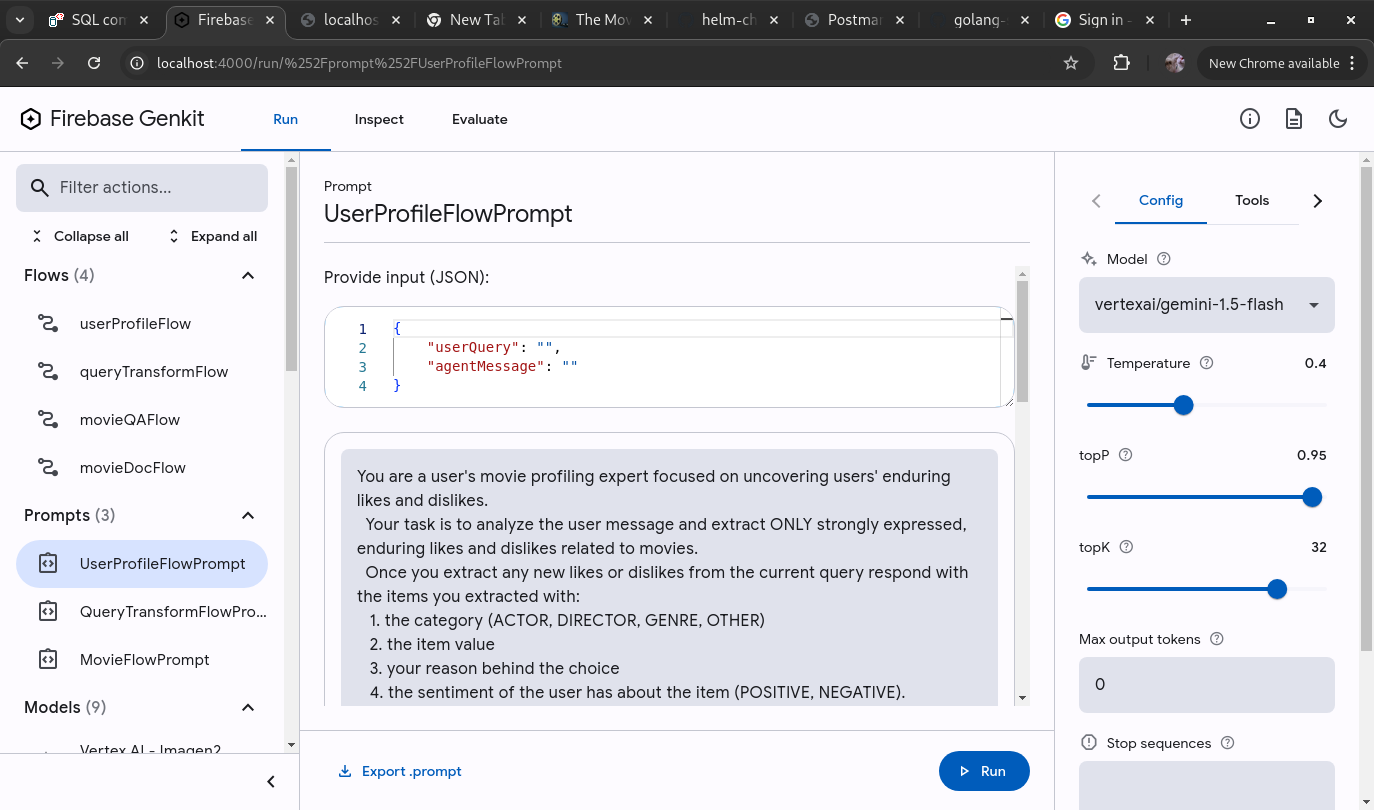 SQL con
Firebase
localhos
New Tab
The Mov
helm-ch
Postmar
golang-
Sign in -
localhost:4000/run/%252Fprompt%252FUserProfileFlowPrompt
New Chrome available
Firebase Genkit
Run
Inspect
Evaluate
Filter actions...
Collapse all
Expand all
Flows (4)
userProfileFlow
queryTransformFlow
movieQAFlow
movieDocFlow
Prompts (3)
UserProfileFlowPrompt
QueryTransformFlowPro...
MovieFlowPrompt
Models (9)
Vertex AI - Imagen2
Prompt
UserProfileFlowPrompt
Provide input (JSON):
1 {
2 "userQuery": "",
3 "agentMessage": ""
4 }
You are a user's movie profiling expert focused on uncovering users' enduring
likes and dislikes.
Your task is to analyze the user message and extract ONLY strongly expressed,
enduring likes and dislikes related to movies.
Once you extract any new likes or dislikes from the current query respond with
the items you extracted with:
1. the category (ACTOR, DIRECTOR, GENRE, OTHER)
2. the item value
3. your reason behind the choice
4. the sentiment of the user has about the item (POSITIVE, NEGATIVE).
Export .prompt
Run
Config
Tools
Model
vertexai/gemini-1.5-flash
Temperature 0.4
topP 0.95
topK 32
Max output tokens
0
Stop sequences